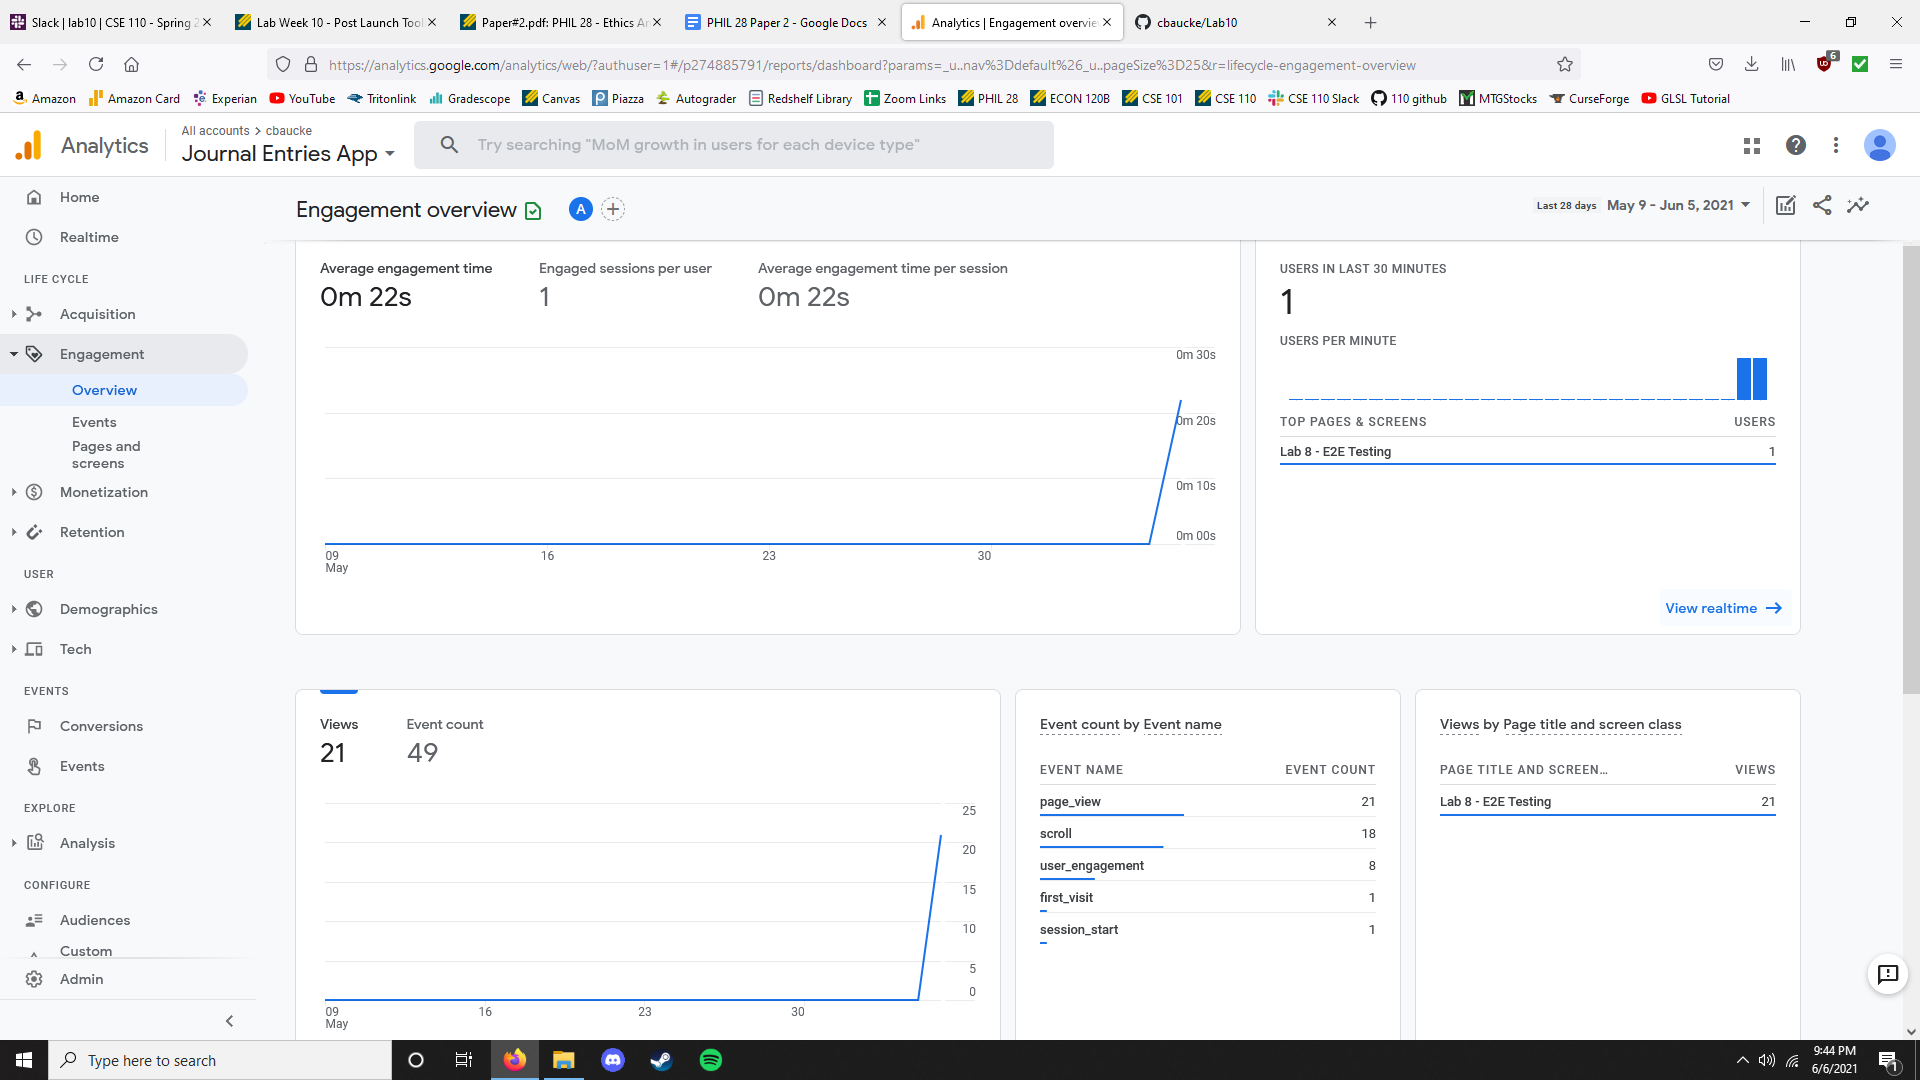 Slack | lab10 | CSE 110 - Spring 2
Lab Week 10 - Post Launch Tool
Paper#2.pdf: PHIL 28 - Ethics An
PHIL 28 Paper 2 - Google Docs
Analytics | Engagement overvie
cbaucke/Lab10
https://analytics.google.com/analytics/web/?authuser=1#/p274885791/reports/dashboard?params=_u..nav%3Ddefault%26_u..pageSize%3D25&r=lifecycle-engagement-overview
6
Amazon
Amazon Card
Experian
YouTube
Tritonlink
Gradescope
Canvas
Piazza
Autograder
Redshelf Library
Zoom Links
PHIL 28
ECON 120B
CSE 101
CSE 110
CSE 110 Slack
110 github
MTGStocks
CurseForge
GLSL Tutorial
Analytics
All accounts > cbaucke
Journal Entries App
Try searching "MoM growth in users for each device type"
Home
Realtime
LIFE CYCLE
Acquisition
Engagement
Overview
Events
Pages and
screens
Monetization
Retention
USER
Demographics
Tech
EVENTS
Conversions
Events
EXPLORE
Analysis
CONFIGURE
Audiences
Custom
Admin
Engagement overview
A
Last 28 days May 9 - Jun 5, 2021
Average engagement time
0m 22s
Engaged sessions per user
1
Average engagement time per session
0m 22s
0m 30s
0m 20s
0m 10s
0m 00s
09
May
16
23
30
USERS IN LAST 30 MINUTES
1
USERS PER MINUTE
TOP PAGES & SCREENS USERS
Lab 8 - E2E Testing 1
View realtime
Views
21
Event count
49
25
20
15
10
5
0
09
May
16
23
30
Event count by Event name
EVENT NAME EVENT COUNT
page_view 21
scroll 18
user_engagement 8
first_visit 1
session_start 1
Views by Page title and screen class
PAGE TITLE AND SCREEN... VIEWS
Lab 8 - E2E Testing 21
Type here to search
9:44 PM
6/6/2021
1